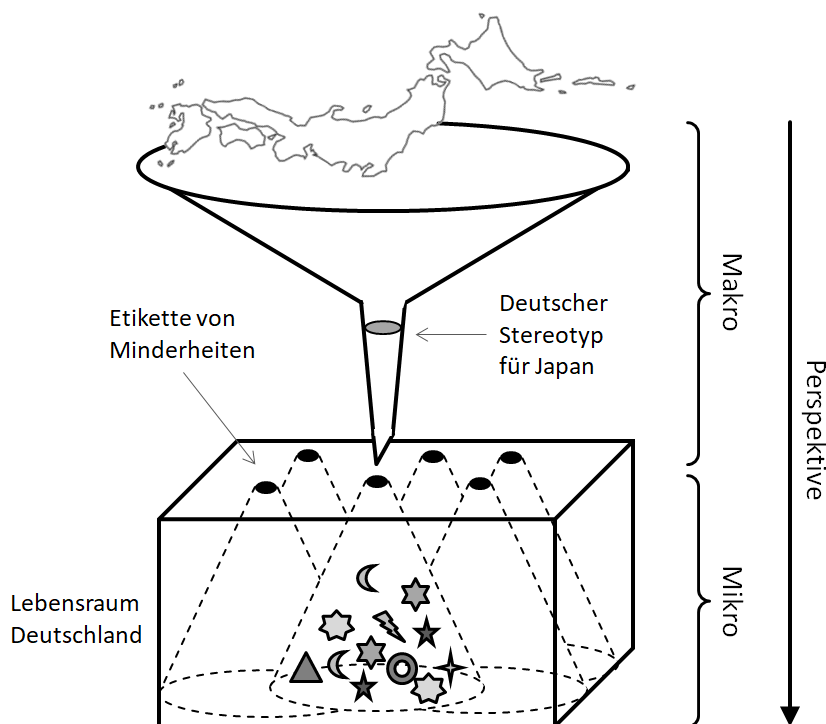 Etikette von
Minderheiten
Deutscher
Stereotyp
für Japan
Makro
Perspektive
Mikro
Lebensraum
Deutschland